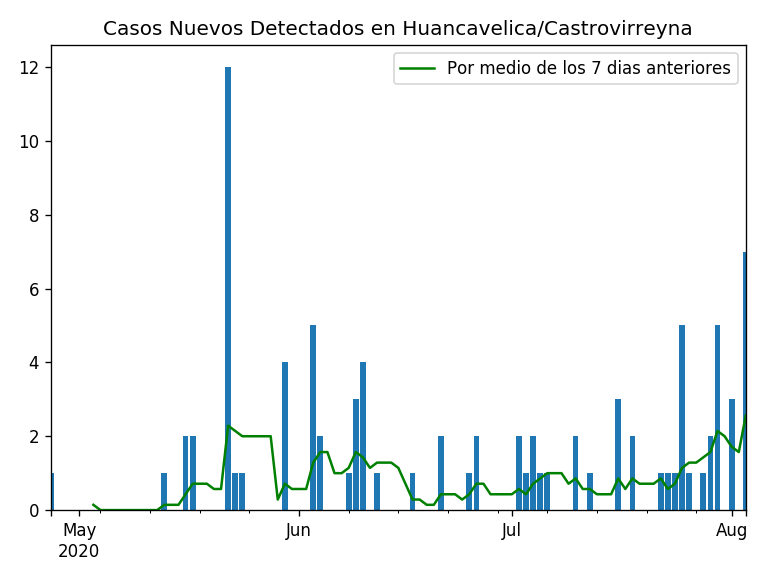 Casos Nuevos Detectados en Huancavelica/Castrovirreyna
Por medio de los 7 dias anteriores
12
10
8
6
4
2
0
May
2020
Jun
Jul
Aug